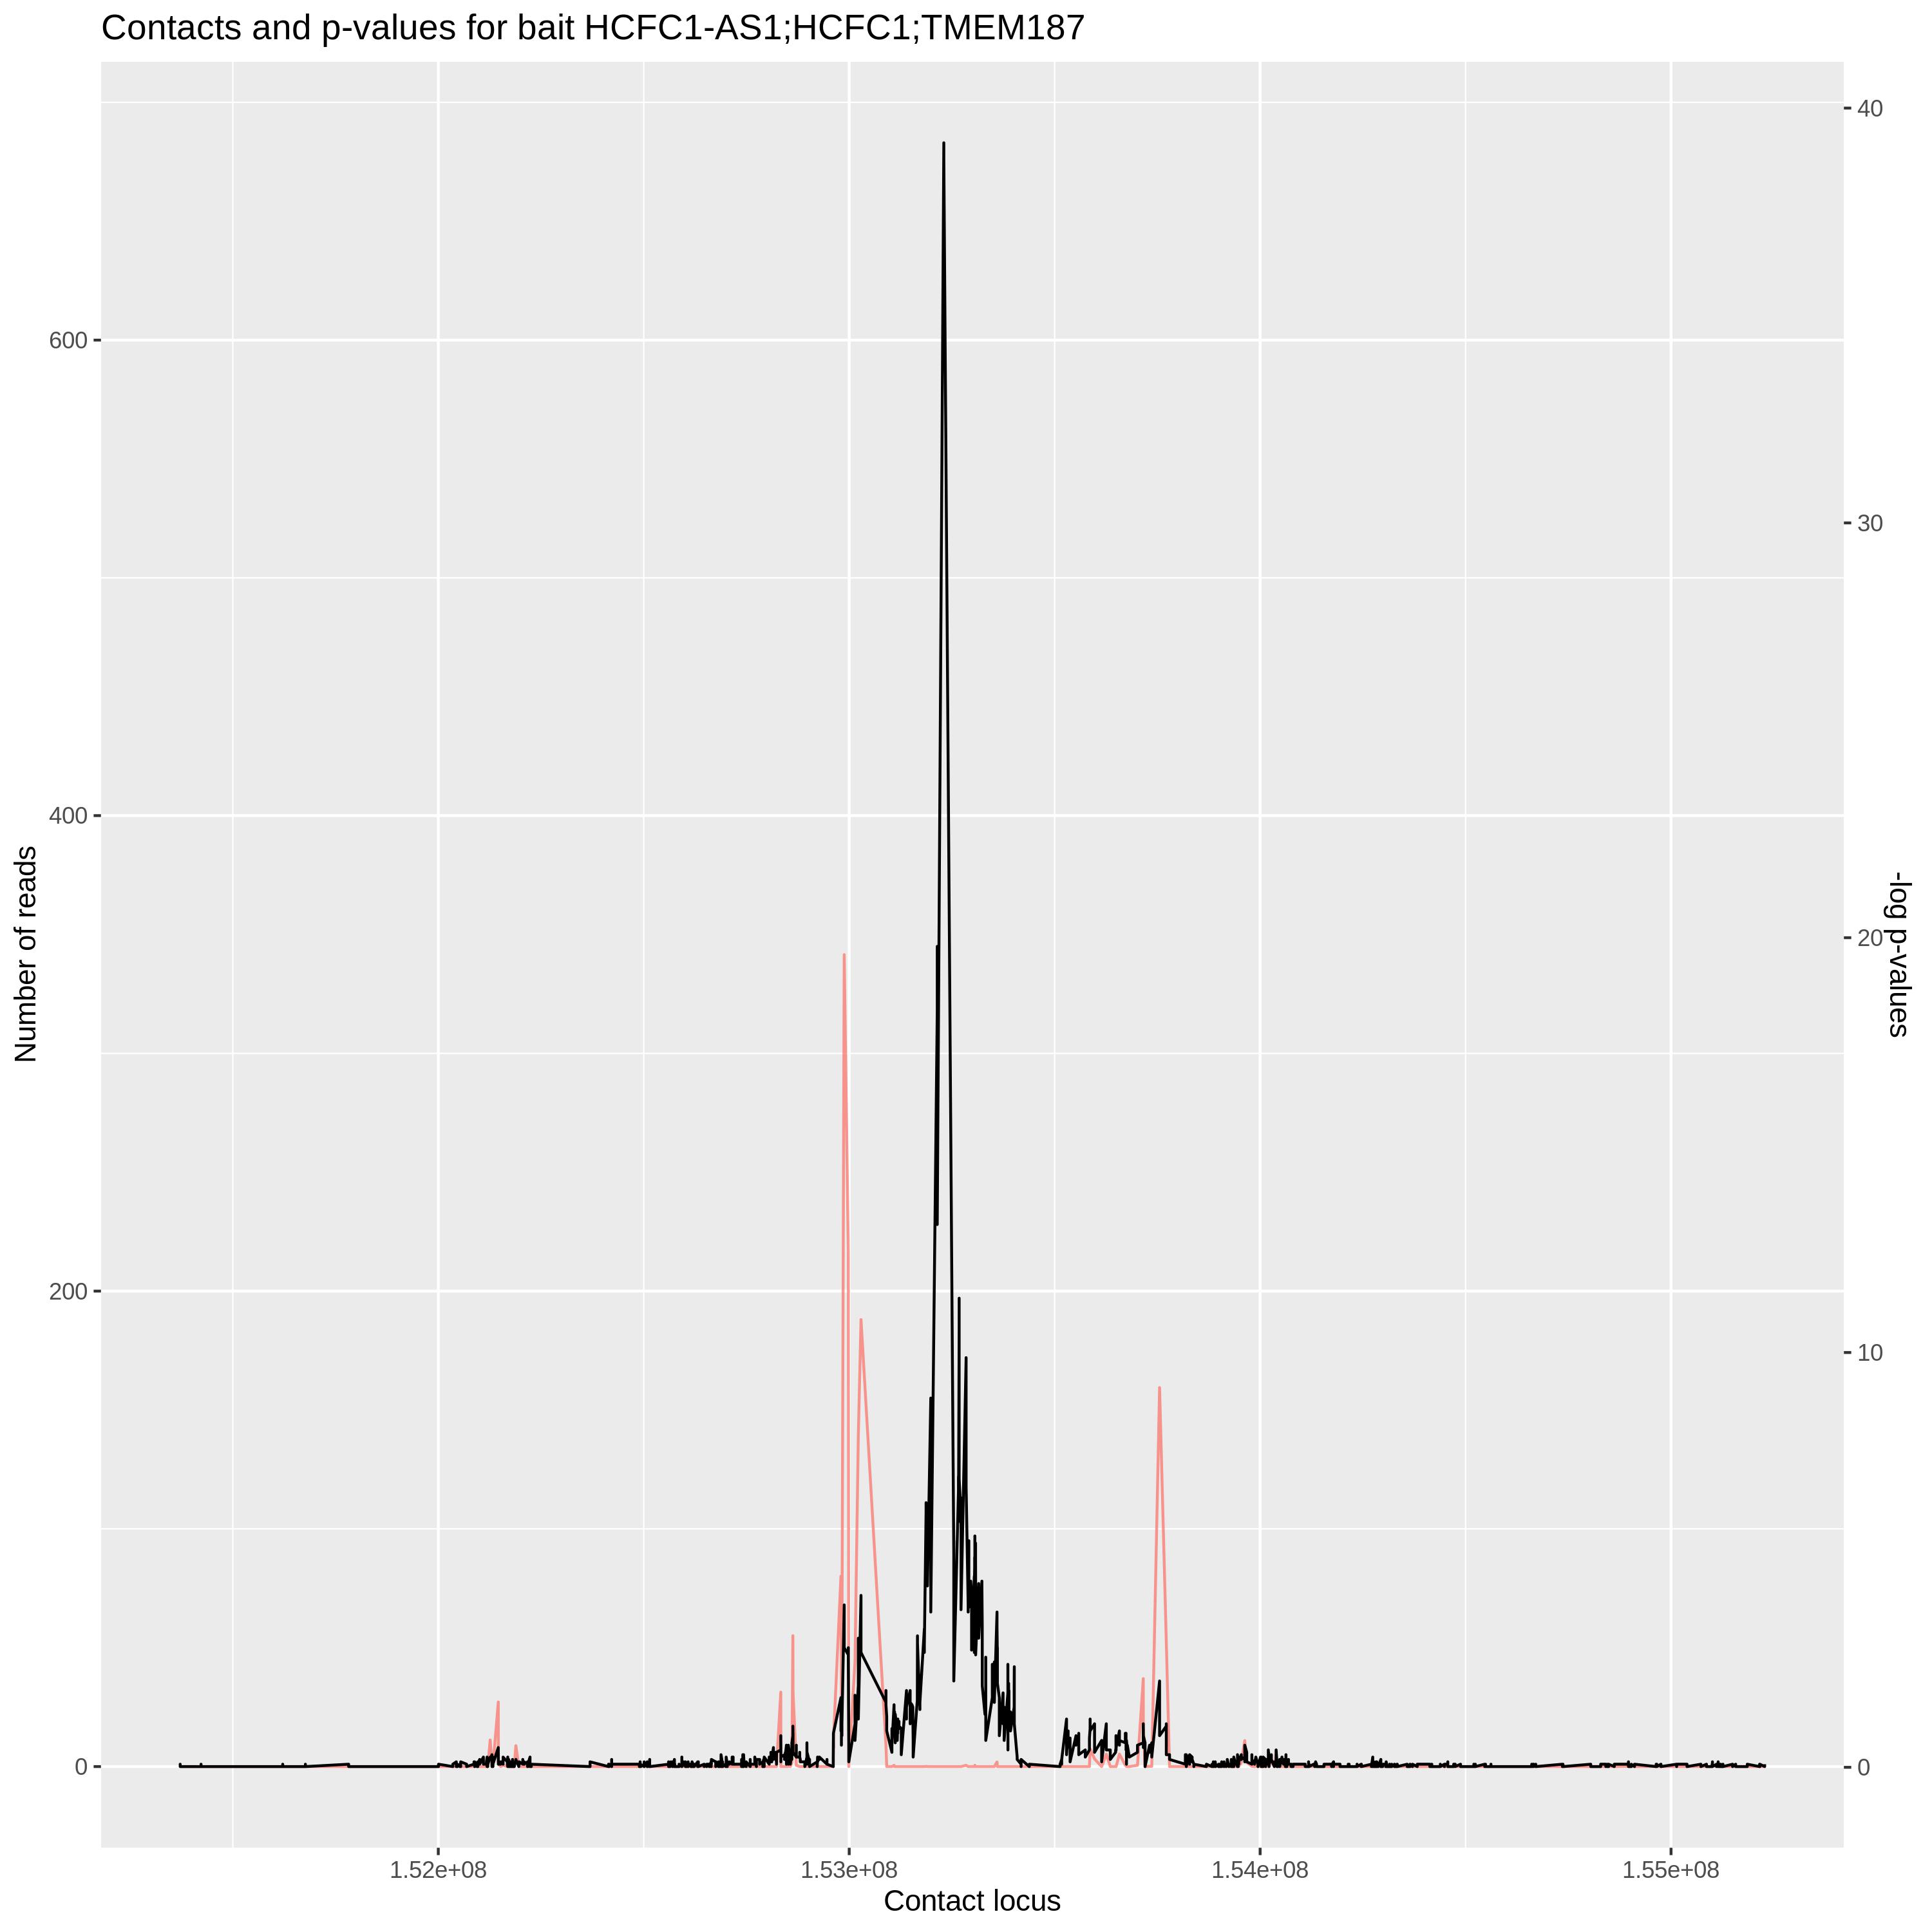 Contacts and p-values for bait HCFC1-AS1;HCFC1;TMEM187
40
30
20
10
0
600
400
200
0
Number of reads
-log p-values
1.52e+08
1.53e+08
1.54e+08
1.55e+08
Contact locus